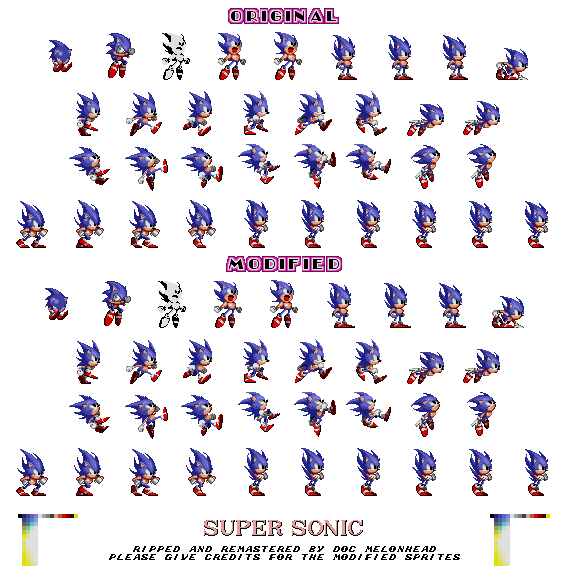 ORIGINAL
MODIFIED
SUPER SONIC
RIPPED AND REMASTERED BY DOC MELONHEAD
PLEASE GIVE CREDITS FOR THE MODIFIED SPRITES